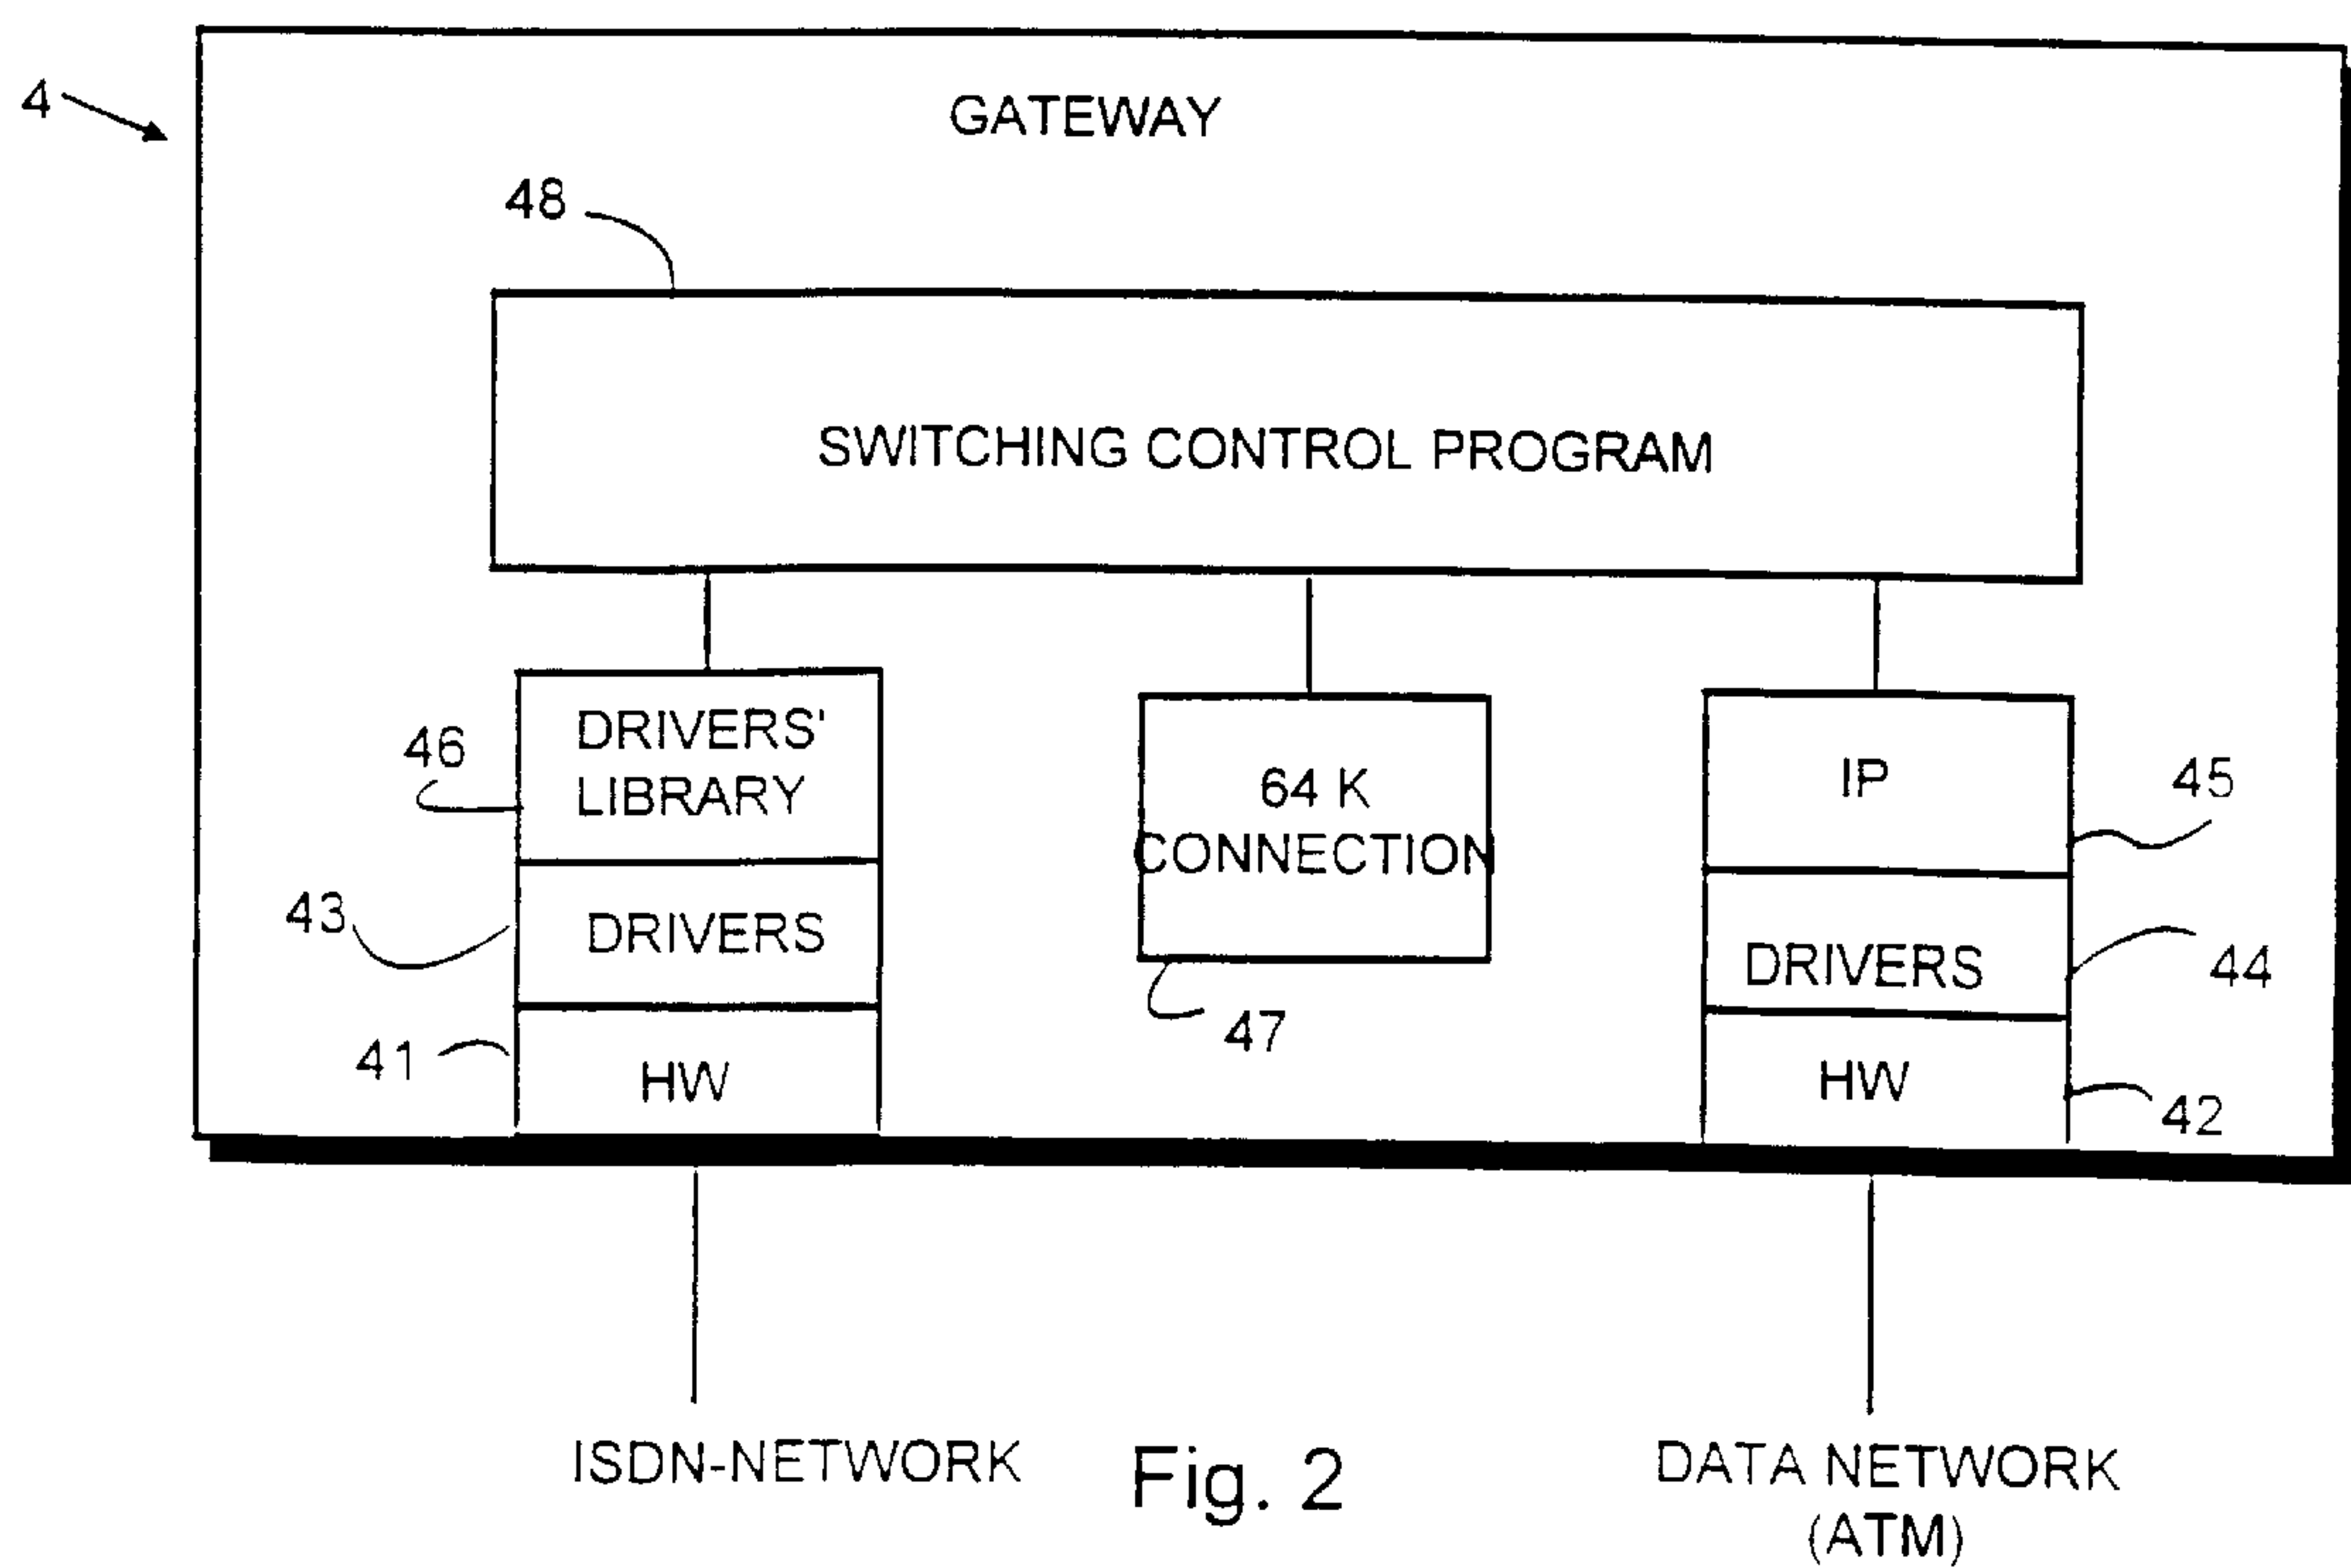 4
GATEWAY
48
SWITCHING CONTROL PROGRAM
DRIVERS'
LIBRARY
46
64 K
CONNECTION
IP
45
43
DRIVERS
DRIVERS
44
41
HW
47
HW
42
ISDN-NETWORK
Fig. 2
DATA NETWORK
(ATM)